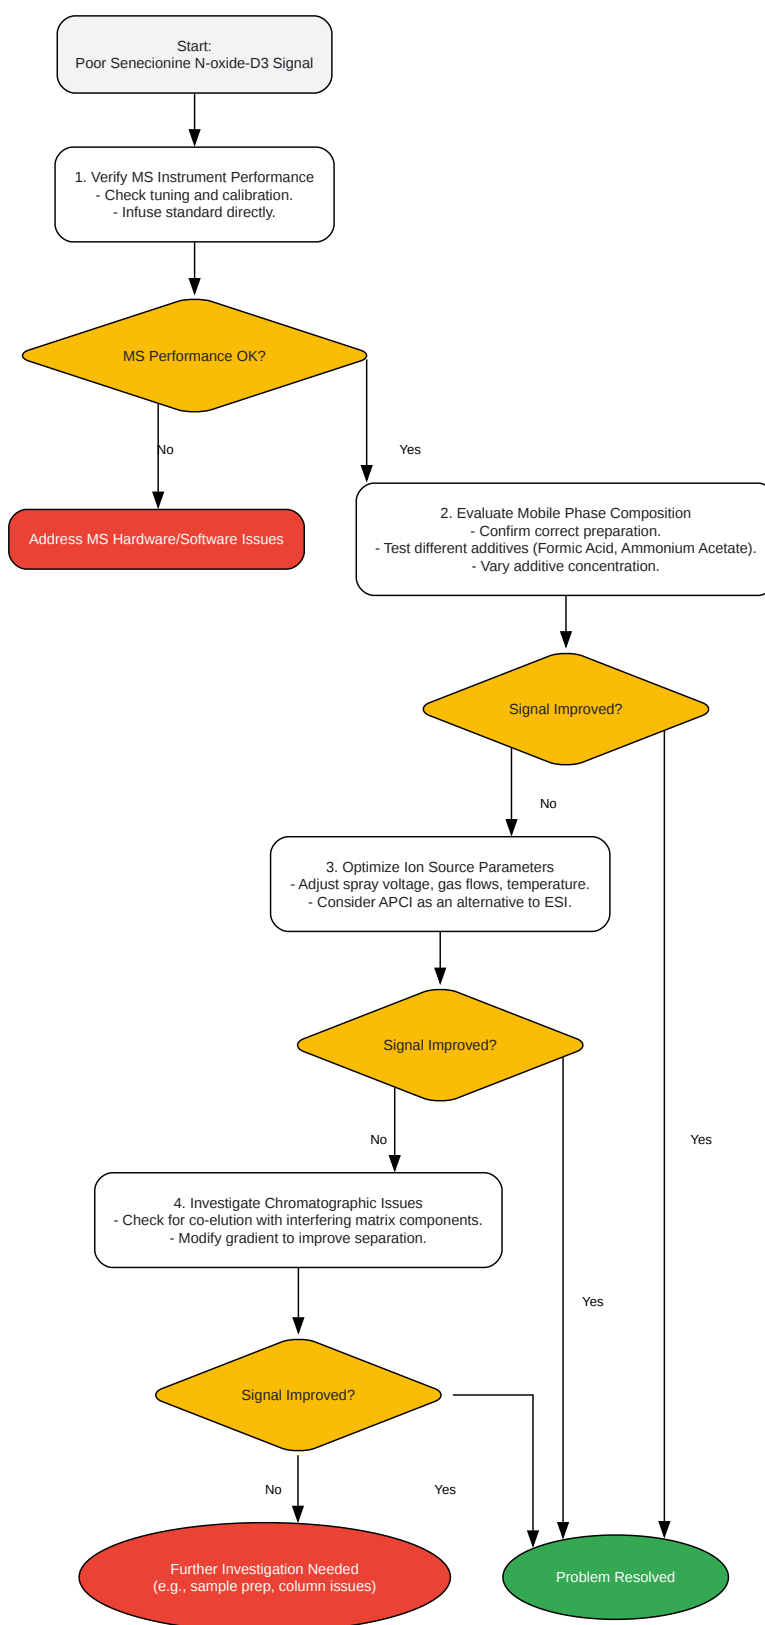 Start:
Poor Senecionine N-oxide-D3 Signal
1. Verify MS Instrument Performance
- Check tuning and calibration.
- Infuse standard directly.
MS Performance OK?
No
Yes
Address MS Hardware/Software Issues
2. Evaluate Mobile Phase Composition
- Confirm correct preparation.
- Test different additives (Formic Acid, Ammonium Acetate).
- Vary additive concentration.
Signal Improved?
No
3. Optimize Ion Source Parameters
- Adjust spray voltage, gas flows, temperature.
- Consider APCI as an alternative to ESI.
Signal Improved?
No
Yes
4. Investigate Chromatographic Issues
- Check for co-elution with interfering matrix components.
- Modify gradient to improve separation.
Yes
Signal Improved?
No
Yes
Further Investigation Needed
(e.g., sample prep, column issues)
Problem Resolved